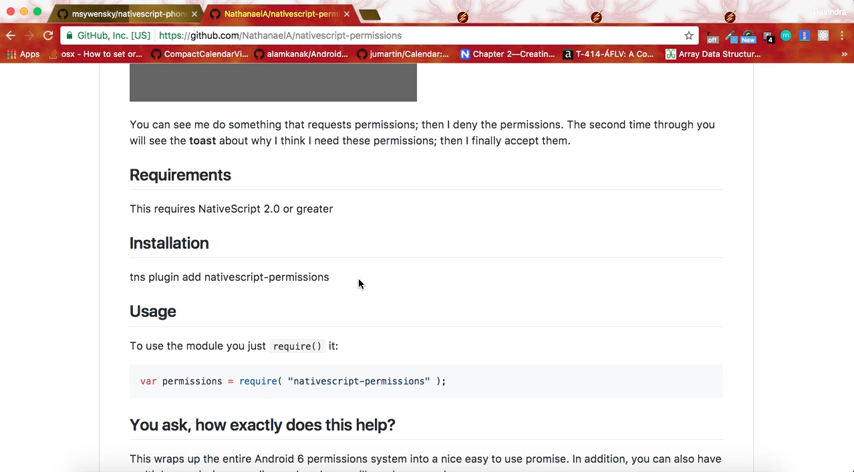 msywensky/nativescript-phon
NathanaelA/nativescript-perm
GitHub, Inc. [US]
https://github.com/NathanaelA/nativescript-permissions
off
New
4
Apps
osx - How to set or...
CompactCalendarVi...
alamkanak/Android...
jumartin/Calendar:...
Chapter 2—Creatin...
T-414-ÁFLV: A Co...
Array Data Structur...
»
You can see me do something that requests permissions; then I deny the permissions. The second time through you
will see the toast about why I think I need these permissions; then I finally accept them.
Requirements
This requires NativeScript 2.0 or greater
Installation
tns plugin add nativescript-permissions
Usage
To use the module you just require() it:
var permissions = require( "nativescript-permissions" );
You ask, how exactly does this help?
This wraps up the entire Android 6 permissions system into a nice easy to use promise. In addition, you can also have